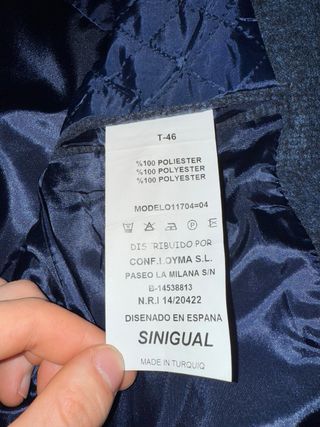 T-46
%100 POLIESTER
%100 POLYESTER
%100 POLYESTER
MODELO11704=04
DISTRIBUIDO POR
CONF.LOYMA S.L.
PASEO LA MILANA S/N
B-14538813
N.R.I 14/20422
DISENADO EN ESPANA
SINIGUAL
MADE IN TURQUIQ